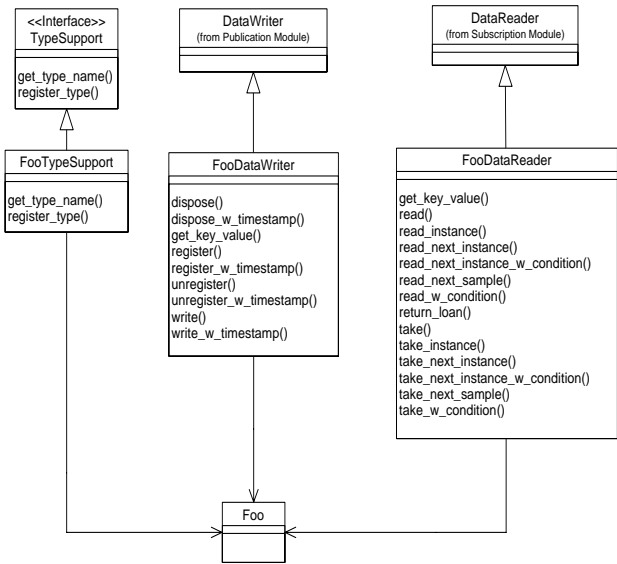 <<Interface>>
TypeSupport
get_type_name()
register_type()
DataWriter
(from Publication Module)
DataReader
(from Subscription Module)
FooTypeSupport
get_type_name()
register_type()
FooDataWriter
dispose()
dispose_w_timestamp()
get_key_value()
register()
register_w_timestamp()
unregister()
unregister_w_timestamp()
write()
write_w_timestamp()
FooDataReader
get_key_value()
read()
read_instance()
read_next_instance()
read_next_instance_w_condition()
read_next_sample()
read_w_condition()
return_loan()
take()
take_instance()
take_next_instance()
take_next_instance_w_condition()
take_next_sample()
take_w_condition()
Foo